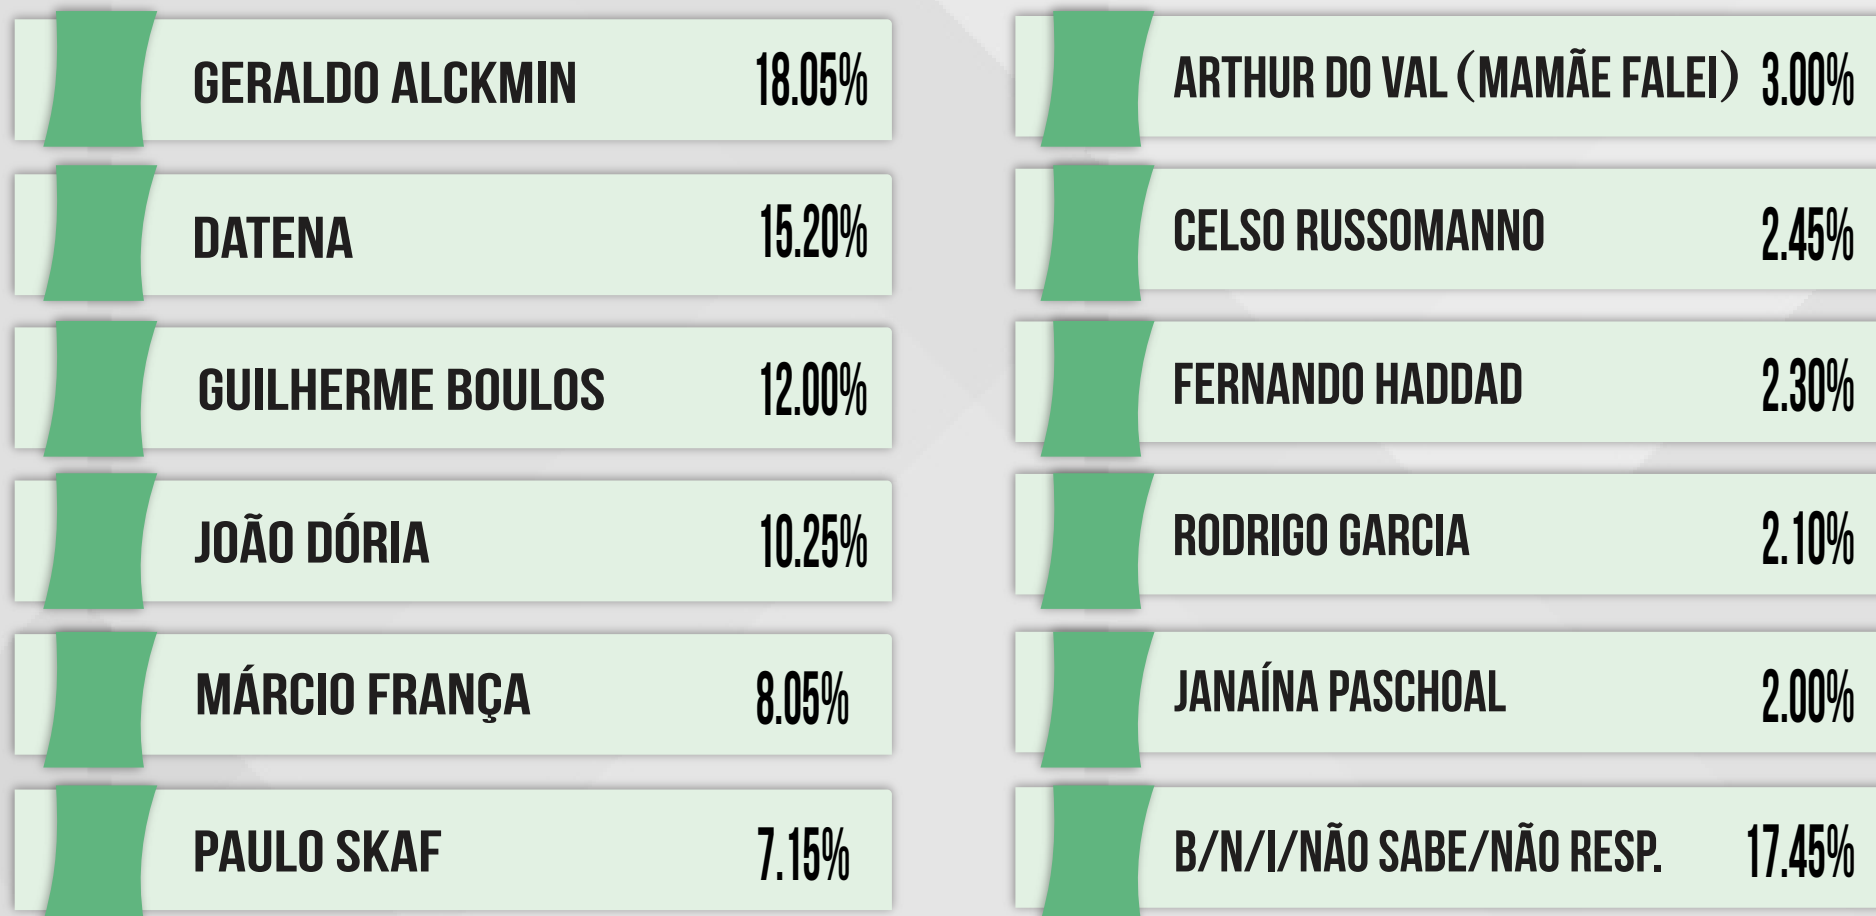 GERALDO ALCKMIN 18.05%
DATENA 15.20%
GUILHERME BOULOS 12.00%
JOÃO DÓRIA 10.25%
MÁRCIO FRANÇA 8.05%
PAULO SKAF 7.15%
ARTHUR DO VAL (MAMÃE FALEI) 3.00%
CELSO RUSSOMANNO 2.45%
FERNANDO HADDAD 2.30%
RODRIGO GARCIA 2.10%
JANAÍNA PASCHOAL 2.00%
B/N/I/NÃO SABE/NÃO RESP. 17.45%